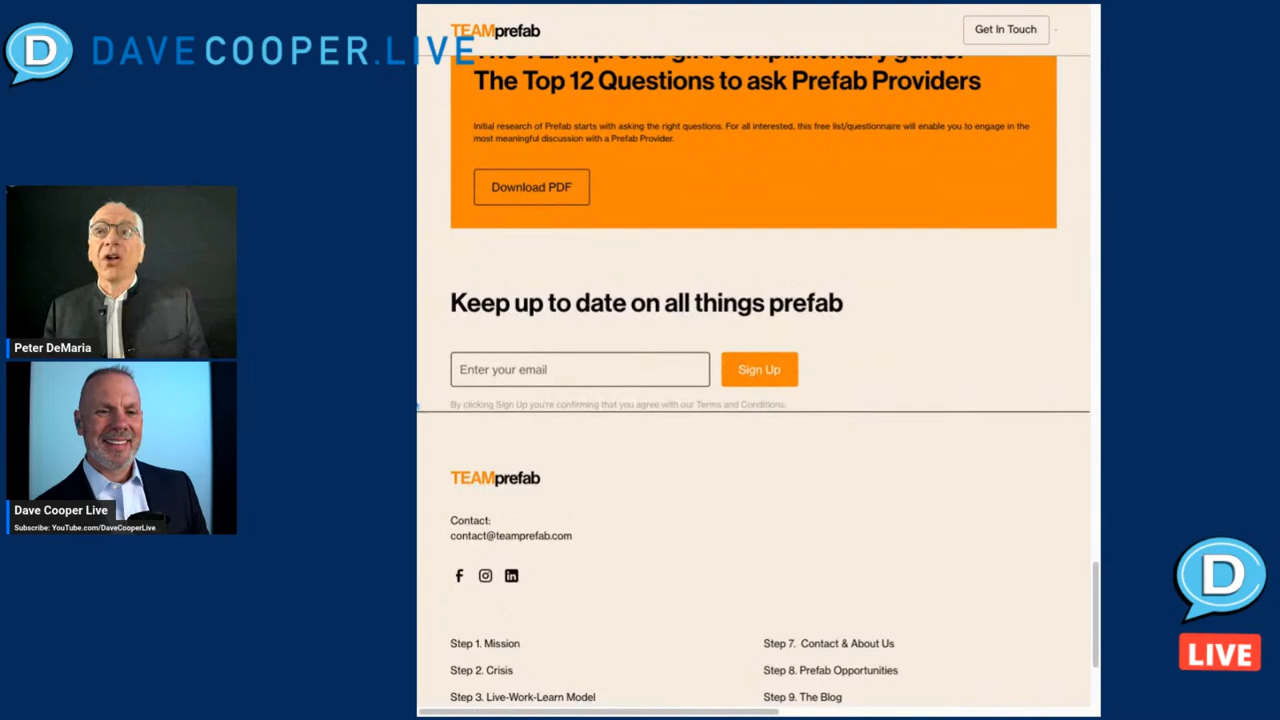 D DAVECOOPER.LIVE
TEAMprefab
Get In Touch
The TEAMprefab gift/complimentary guide:
The Top 12 Questions to ask Prefab Providers
Initial research of Prefab starts with asking the right questions. For all interested, this free list/questionnaire will enable you to engage in the
most meaningful discussion with a Prefab Provider.
Download PDF
Keep up to date on all things prefab
Enter your email
Sign Up
By clicking Sign Up you're confirming that you agree with our Terms and Conditions.
TEAMprefab
Contact:
contact@teamprefab.com
Step 1. Mission
Step 2. Crisis
Step 3. Live-Work-Learn Model
Step 7. Contact & About Us
Step 8. Prefab Opportunities
Step 9. The Blog
Peter DeMaria
Dave Cooper Live
Subscribe: YouTube.com/DaveCooperLive
D
LIVE